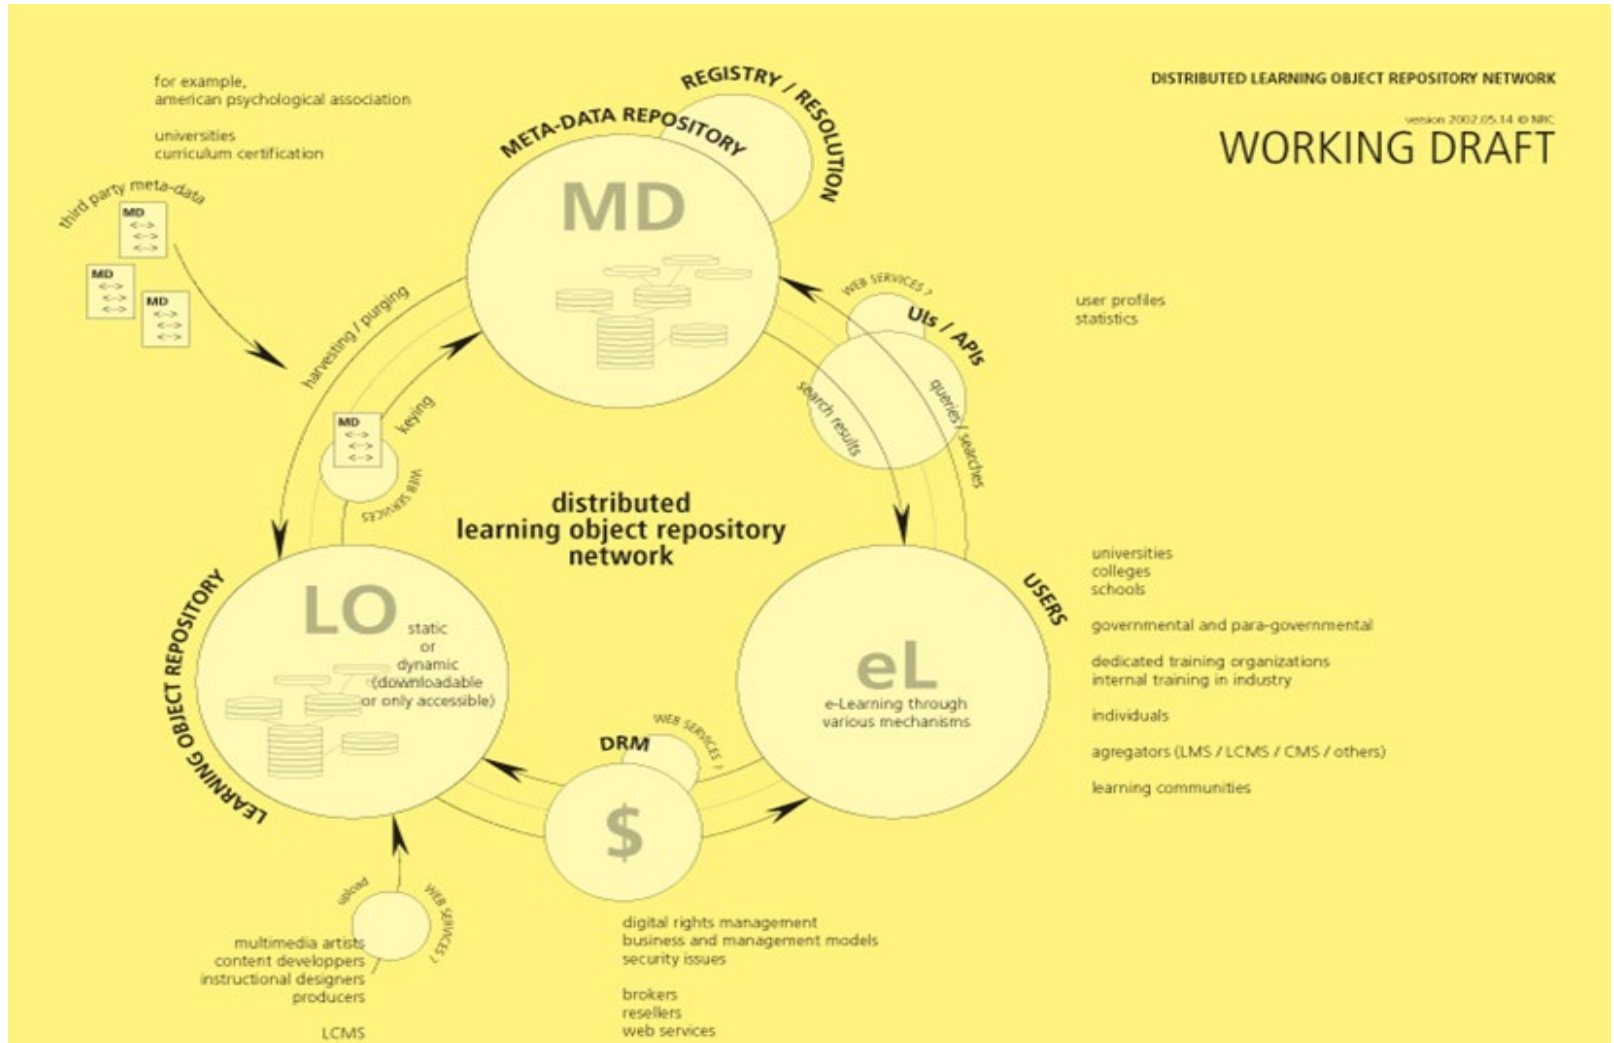 for example,
american psychological association
universities
curriculum certification
third party meta-data
MD
<-->
<-->
<-->
MD
<-->
<-->
<-->
MD
<-->
<-->
<-->
REGISTRY / RESOLUTION
META-DATA REPOSITORY
MD
DISTRIBUTED LEARNING OBJECT REPOSITORY NETWORK
version 2002.05.14 © NRC
WORKING DRAFT
harvesting / purging
keying
MD
<-->
<-->
<-->
WEB SERVICES
WEB SERVICES ?
UIs / APIs
search results
queries / searches
user profiles
statistics
distributed
learning object repository
network
LEARNING OBJECT REPOSITORY
LO
static
or
dynamic
(downloadable
or only accessible)
USERS
eL
e-Learning through
various mechanisms
universities
colleges
schools
governmental and para-governmental
dedicated training organizations
internal training in industry
individuals
agregators (LMS / LCMS / CMS / others)
learning communities
DRM
WEB SERVICES ?
$
digital rights management
business and management models
security issues
brokers
resellers
web services
upload
WEB SERVICES ?
multimedia artists
content developpers
instructional designers
producers
LCMS